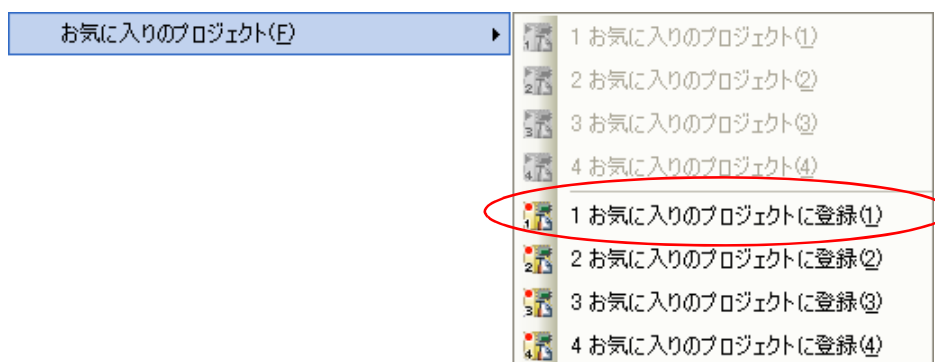 お気に入りのプロジェクト(F)
1 お気に入りのプロジェクト(1)
2 お気に入りのプロジェクト(2)
3 お気に入りのプロジェクト(3)
4 お気に入りのプロジェクト(4)
1 お気に入りのプロジェクトに登録(1)
2 お気に入りのプロジェクトに登録(2)
3 お気に入りのプロジェクトに登録(3)
4 お気に入りのプロジェクトに登録(4)